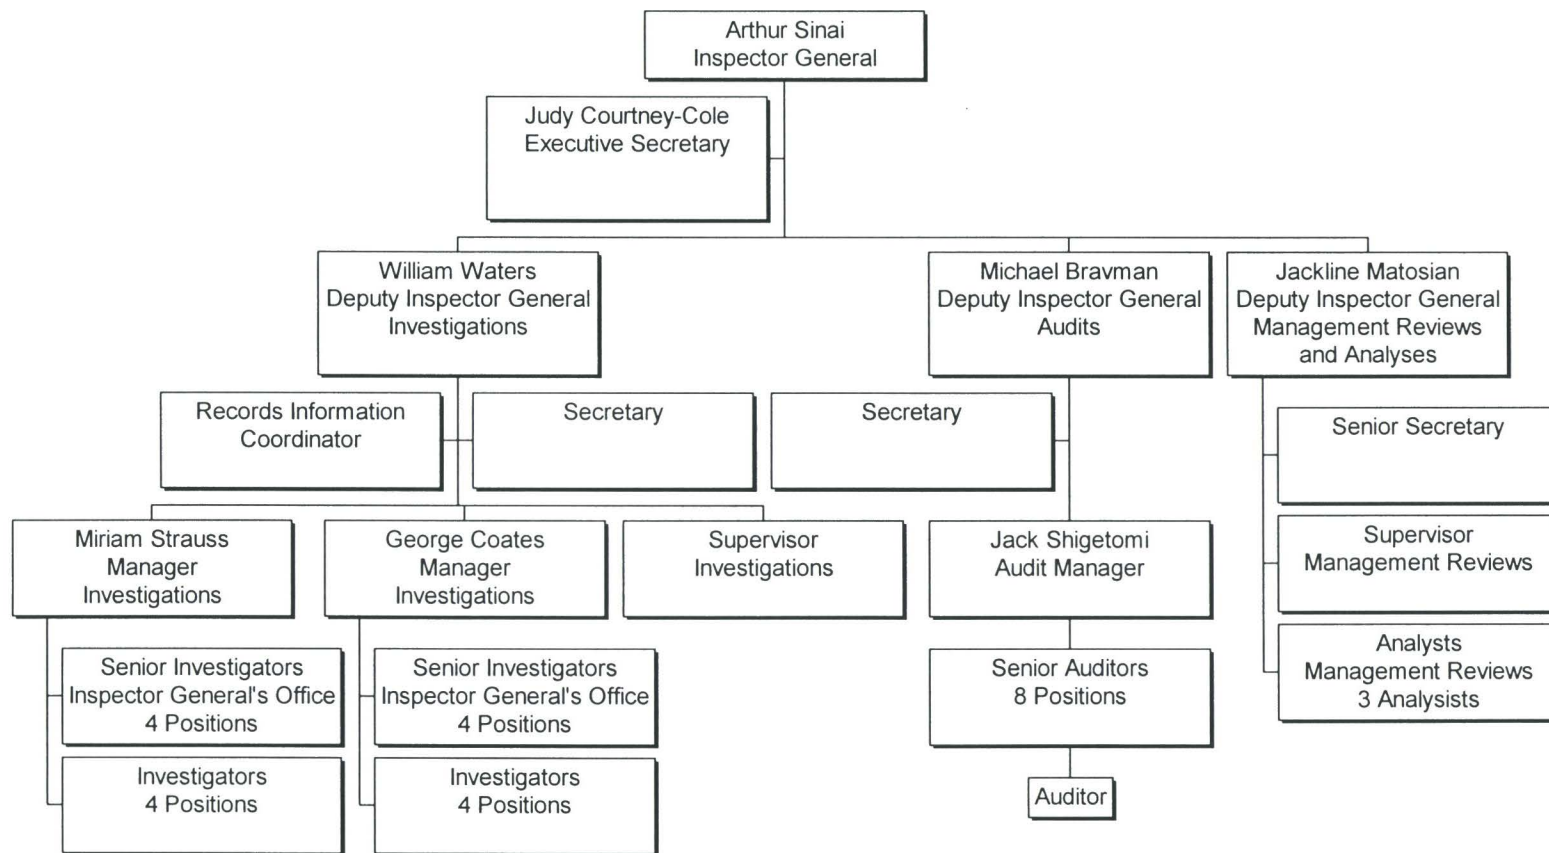 Arthur Sinai
Inspector General
Judy Courtney-Cole
Executive Secretary
William Waters
Deputy Inspector General
Investigations
Michael Bravman
Deputy Inspector General
Audits
Jackline Matosian
Deputy Inspector General
Management Reviews
and Analyses
Records Information
Coordinator
Secretary
Secretary
Senior Secretary
Miriam Strauss
Manager
Investigations
George Coates
Manager
Investigations
Supervisor
Investigations
Jack Shigetomi
Audit Manager
Supervisor
Management Reviews
Senior Investigators
Inspector General's Office
4 Positions
Senior Investigators
Inspector General's Office
4 Positions
Senior Auditors
8 Positions
Analysts
Management Reviews
3 Analysists
Investigators
4 Positions
Investigators
4 Positions
Auditor